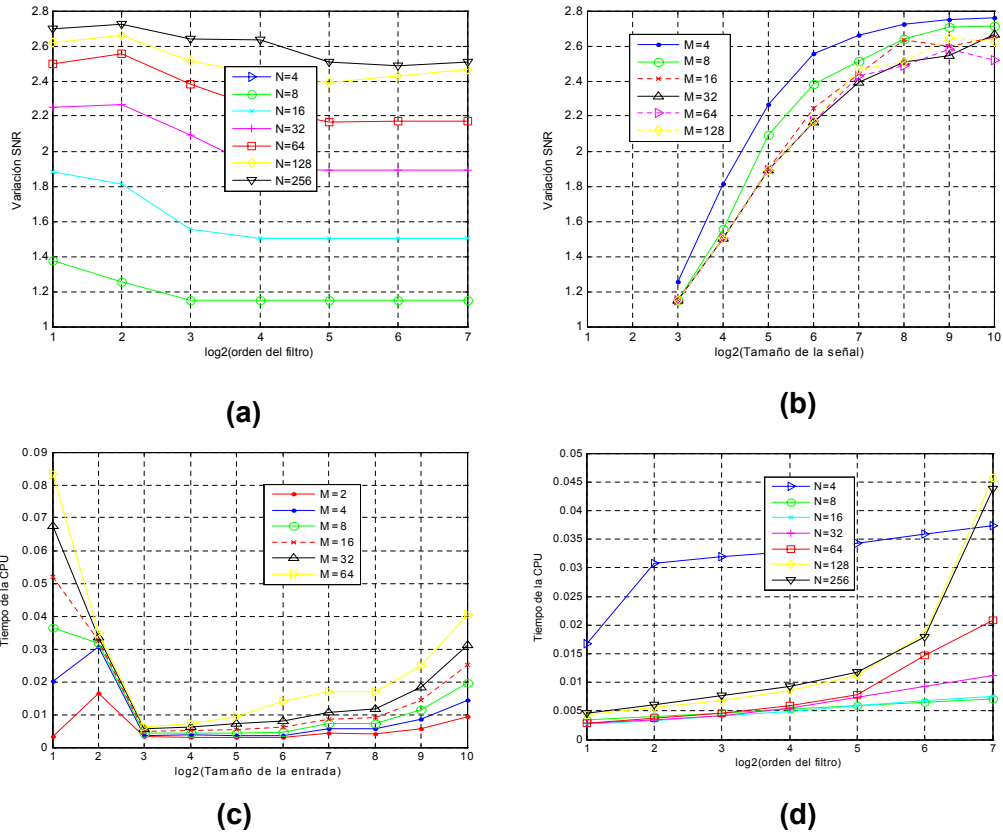 2.8
2.6
2.4
2.2
2
1.8
1.6
1.4
1.2
1
Variación SNR
1 2 3 4 5 6 7
log2(orden del filtro)
N=4
N=8
N=16
N=32
N=64
N=128
N=256
(a)
2.8
2.6
2.4
2.2
2
1.8
1.6
1.4
1.2
1
Variación SNR
1 2 3 4 5 6 7 8 9 10
log2(Tamaño de la señal)
M=4
M=8
M=16
M=32
M=64
M=128
(b)
0.09
0.08
0.07
0.06
0.05
0.04
0.03
0.02
0.01
0
Tiempo de la CPU
1 2 3 4 5 6 7 8 9 10
log2(Tamaño de la entrada)
M=2
M=4
M=8
M=16
M=32
M=64
(c)
0.05
0.045
0.04
0.035
0.03
0.025
0.02
0.015
0.01
0.005
0
Tiempo de la CPU
1 2 3 4 5 6 7
log2(orden del filtro)
N=4
N=8
N=16
N=32
N=64
N=128
N=256
(d)